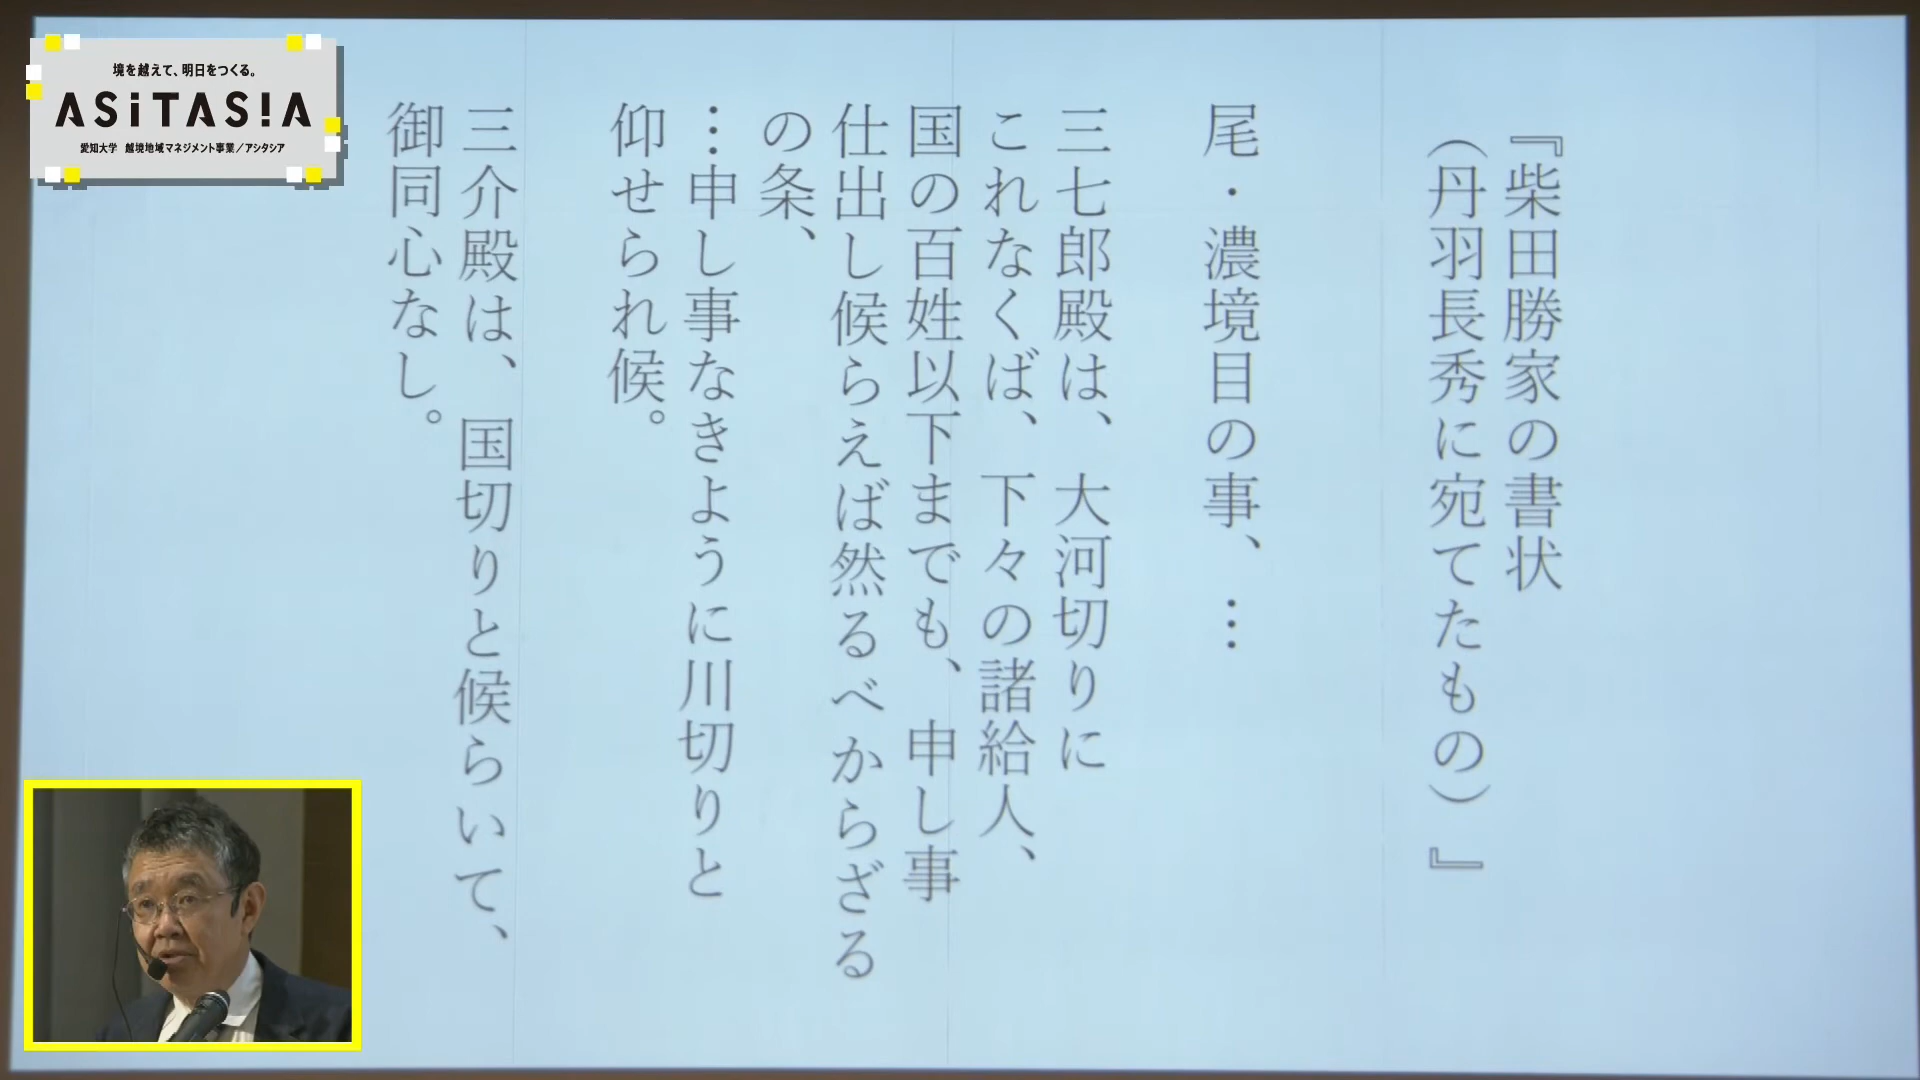 境を越えて、明日をつくる。
ASiTAS!A
愛知大学 越境地域マネジメント事業／アシタシア
『柴田勝家の書状
（丹羽長秀に宛てたもの）』
尾・濃境目の事、…
三七郎殿は、大河切りに
これなくば、下々の諸給人、
国の百姓以下までも、申し事
仕出し候らえば然るべからざる
の条、
…申し事なきように川切りと
仰せられ候。
三介殿は、国切りと候らいて、
御同心なし。